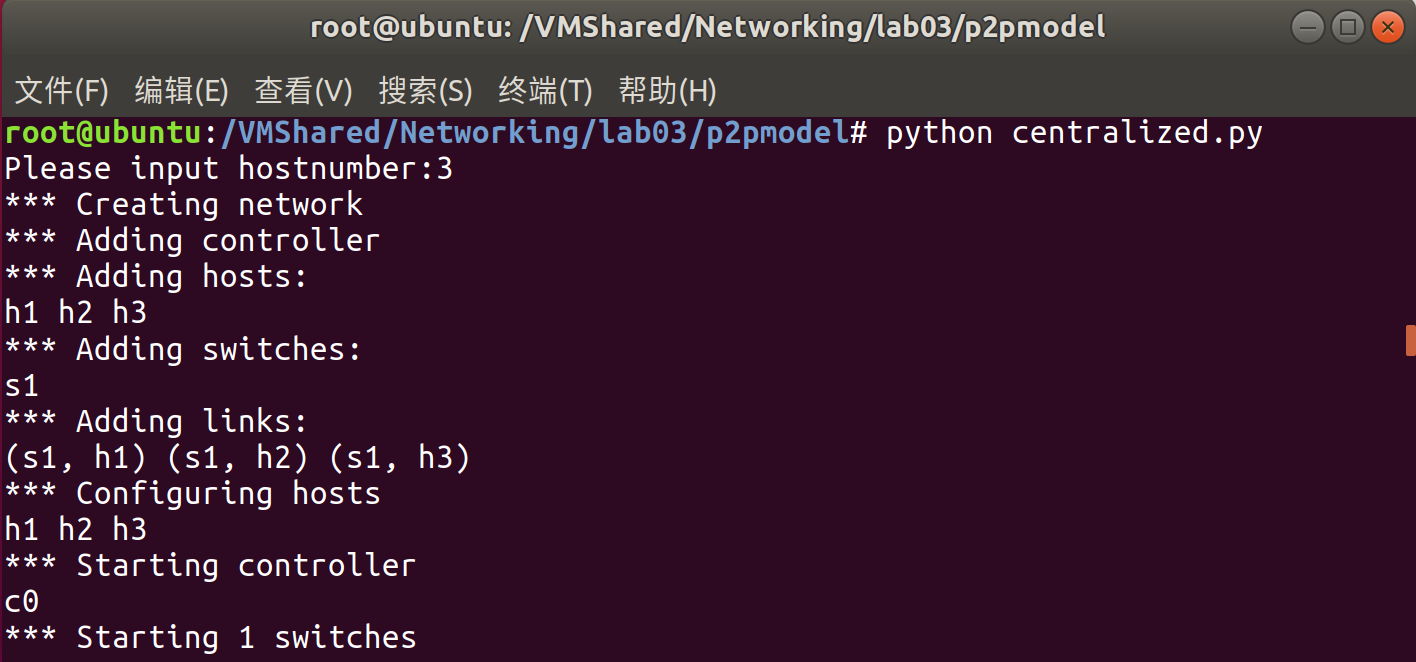 root@ubuntu: /VMShared/Networking/lab03/p2pmodel
文件(F) 编辑(E) 查看(V) 搜索(S) 终端(T) 帮助(H)
root@ubuntu:/VMShared/Networking/lab03/p2pmodel# python centralized.py
Please input hostnumber:3
*** Creating network
*** Adding controller
*** Adding hosts:
h1 h2 h3
*** Adding switches:
s1
*** Adding links:
(s1, h1) (s1, h2) (s1, h3)
*** Configuring hosts
h1 h2 h3
*** Starting controller
c0
*** Starting 1 switches